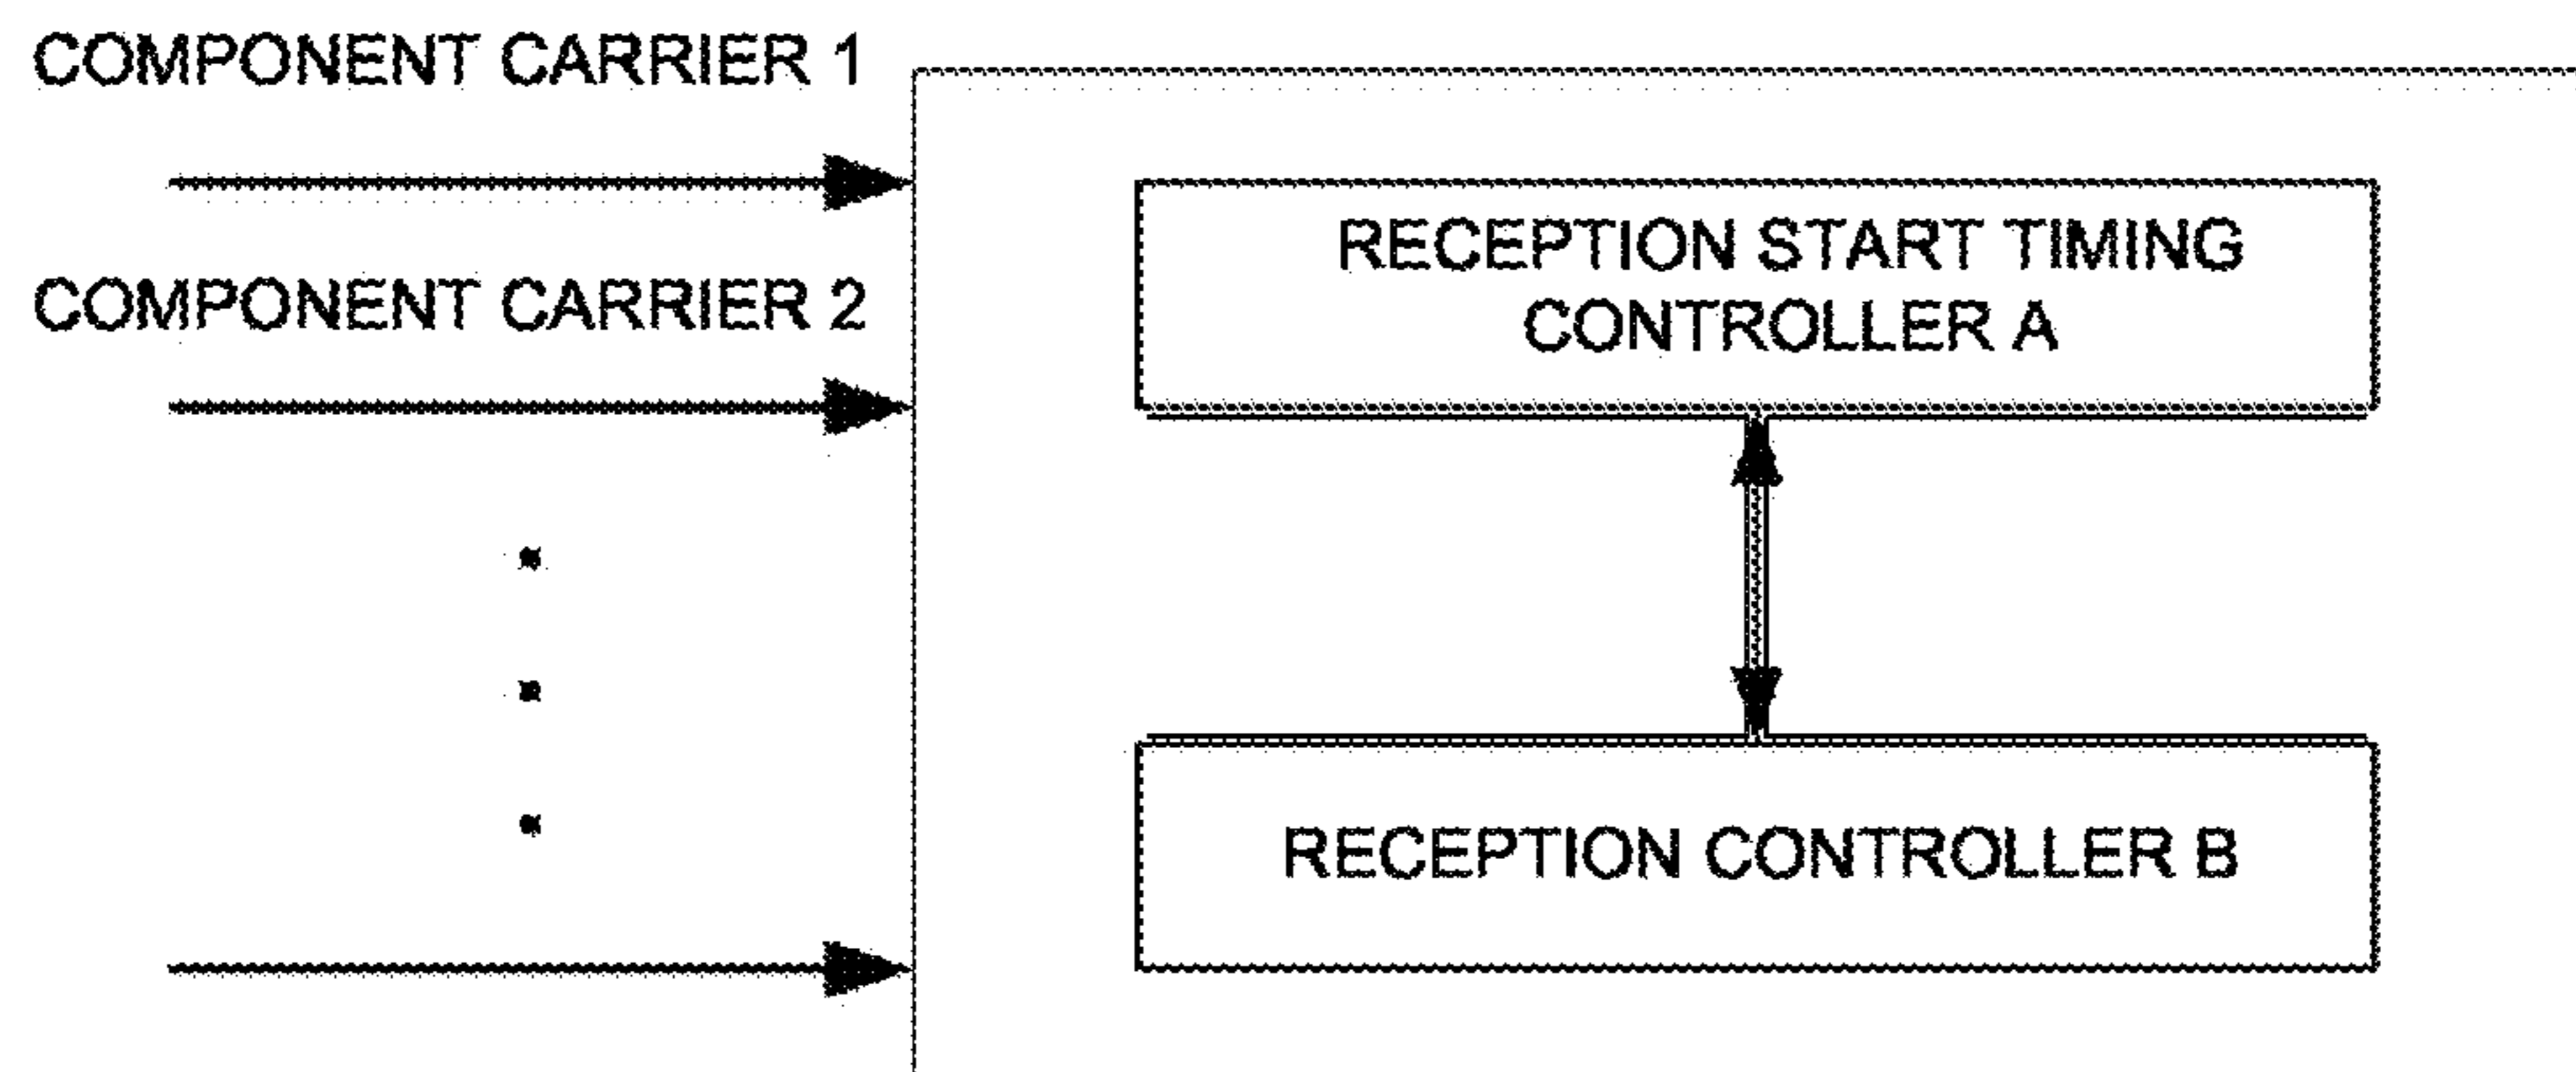 COMPONENT CARRIER 1
COMPONENT CARRIER 2
RECEPTION START TIMING
CONTROLLER A
RECEPTION CONTROLLER B